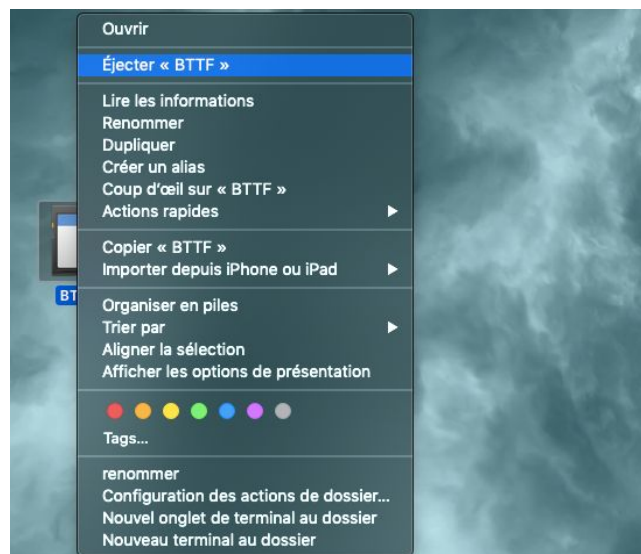 Ouvrir
Éjecter « BTTF »
Lire les informations
Renommer
Dupliquer
Créer un alias
Coup d'œil sur « BTTF »
Actions rapides
BT
Copier « BTTF »
Importer depuis iPhone ou iPad
Organiser en piles
Trier par
Aligner la sélection
Afficher les options de présentation
Tags...
renommer
Configuration des actions de dossier...
Nouvel onglet de terminal au dossier
Nouveau terminal au dossier